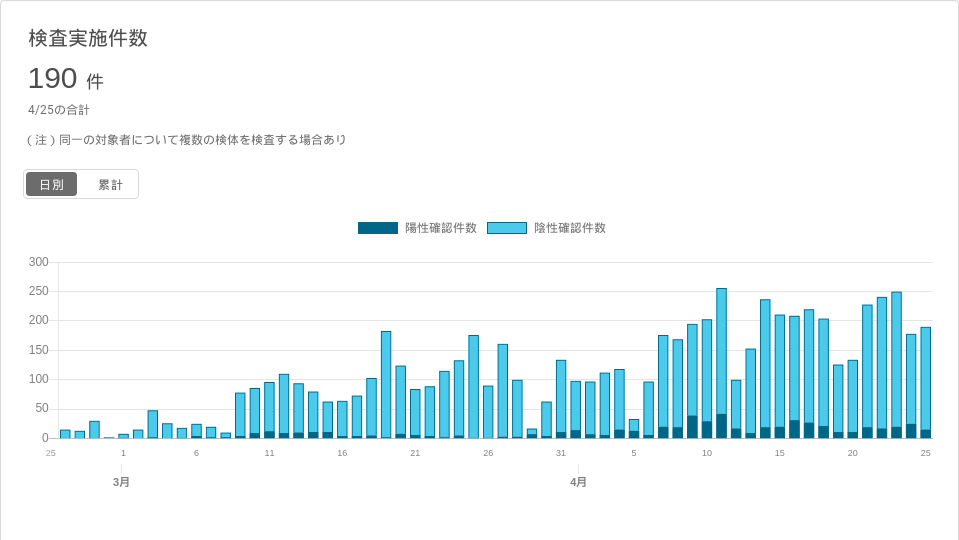 検査実施件数
190 件
4/25の合計
（注）同一の対象者について複数の検体を検査する場合あり
日別 累計
陽性確認件数 陰性確認件数
300
250
200
150
100
50
0
25 1 6 11 16 21 26 31 5 10 15 20 25
3月 4月